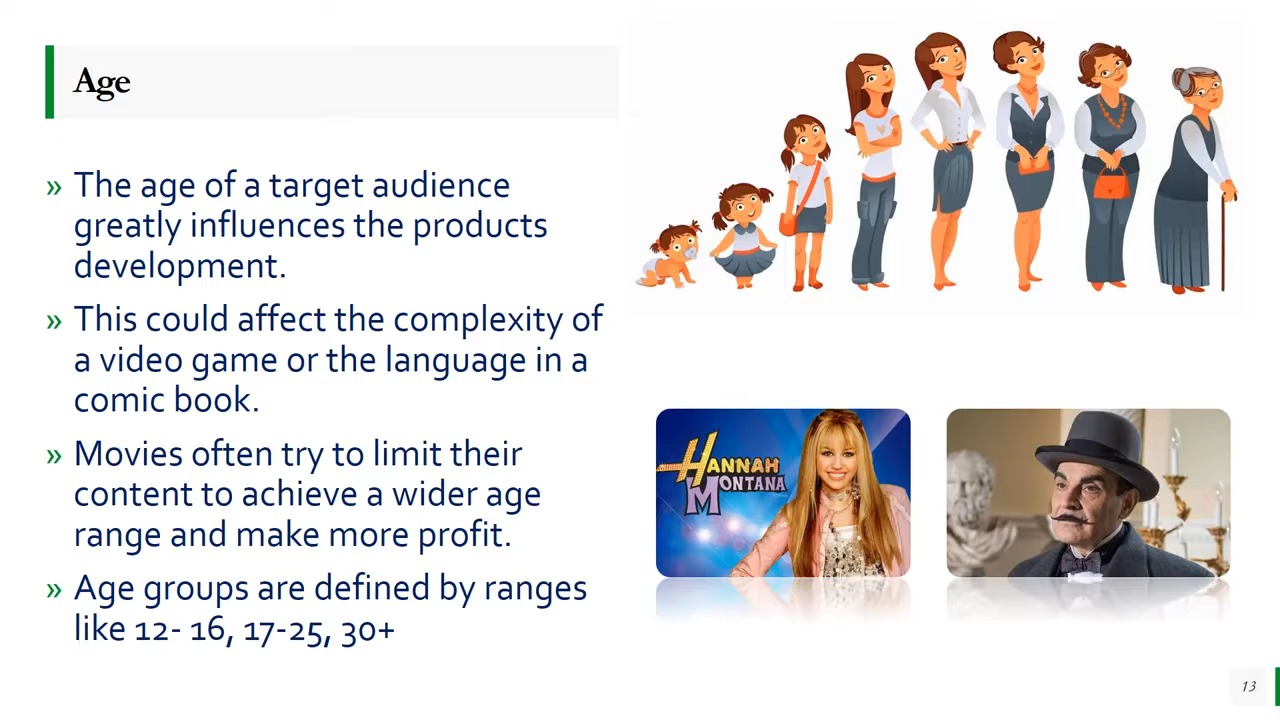 Age
» The age of a target audience
greatly influences the products
development.
» This could affect the complexity of
a video game or the language in a
comic book.
» Movies often try to limit their
content to achieve a wider age
range and make more profit.
» Age groups are defined by ranges
like 12- 16, 17-25, 30+
HANNAH
MONTANA
13